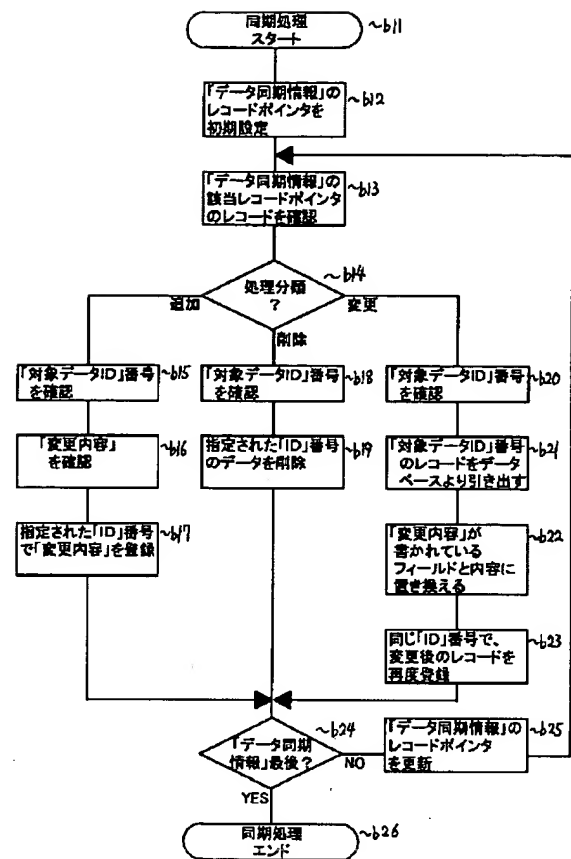 同期処理
スタート
~b11
「データ同期情報」の
レコードポインタを
初期設定
~b12
「データ同期情報」の
該当レコードポインタ
のレコードを確認
~b13
処理分類
?
~b14
追加
削除
変更
「対象データID」番号
を確認
~b15
「変更内容」
を確認
~b16
指定された「ID」番号
で「変更内容」を登録
~b17
「対象データID」番号
を確認
~b18
指定された「ID」番号
のデータを削除
~b19
「対象データID」番号
を確認
~b20
「対象データID」番号
のレコードをデータ
ベースより引き出す
~b21
「変更内容」が
書かれている
フィールドと内容に
置き換える
~b22
同じ「ID」番号で、
変更後のレコードを
再度登録
~b23
「データ同期
情報」最後?
~b24
NO
YES
「データ同期情報」の
レコードポインタ
を更新
~b25
同期処理
エンド
~b26